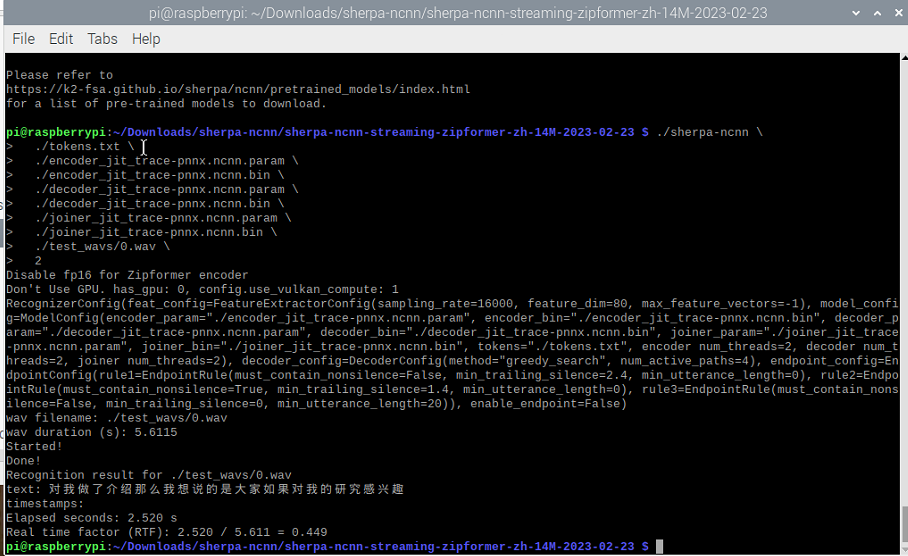 pi@raspberrypi: ~/Downloads/sherpa-ncnn/sherpa-ncnn-streaming-zipformer-zh-14M-2023-02-23
File Edit Tabs Help
Please refer to
https://k2-fsa.github.io/sherpa/ncnn/pretrained_models/index.html
for a list of pre-trained models to download.
pi@raspberrypi:~/Downloads/sherpa-ncnn/sherpa-ncnn-streaming-zipformer-zh-14M-2023-02-23 $ ./sherpa-ncnn \
> ./tokens.txt \
> ./encoder_jit_trace-pnnx.ncnn.param \
> ./encoder_jit_trace-pnnx.ncnn.bin \
> ./decoder_jit_trace-pnnx.ncnn.param \
> ./decoder_jit_trace-pnnx.ncnn.bin \
> ./joiner_jit_trace-pnnx.ncnn.param \
> ./joiner_jit_trace-pnnx.ncnn.bin \
> ./test_wavs/0.wav \
> 2
Disable fp16 for Zipformer encoder
Don't Use GPU. has_gpu: 0, config.use_vulkan_compute: 1
RecognizerConfig(feat_config=FeatureExtractorConfig(sampling_rate=16000, feature_dim=80, max_feature_vectors=-1), model_confi
g=ModelConfig(encoder_param="./encoder_jit_trace-pnnx.ncnn.param", encoder_bin="./encoder_jit_trace-pnnx.ncnn.bin", decoder_p
aram="./decoder_jit_trace-pnnx.ncnn.param", decoder_bin="./decoder_jit_trace-pnnx.ncnn.bin", joiner_param="./joiner_jit_trace
-pnnx.ncnn.param", joiner_bin="./joiner_jit_trace-pnnx.ncnn.bin", tokens="./tokens.txt", encoder num_threads=2, decoder num_t
hreads=2, joiner num_threads=2), decoder_config=DecoderConfig(method="greedy_search", num_active_paths=4), endpoint_config=En
dpointConfig(rule1=EndpointRule(must_contain_nonsilence=False, min_trailing_silence=2.4, min_utterance_length=0), rule2=Endpo
intRule(must_contain_nonsilence=True, min_trailing_silence=1.4, min_utterance_length=0), rule3=EndpointRule(must_contain_nons
ilence=False, min_trailing_silence=0, min_utterance_length=20)), enable_endpoint=False)
wav filename: ./test_wavs/0.wav
wav duration (s): 5.6115
Started!
Done!
Recognition result for ./test_wavs/0.wav
text: 对我做了介绍那么我想说的是大家如果对我的研究感兴趣
timestamps:
Elapsed seconds: 2.520 s
Real time factor (RTF): 2.520 / 5.611 = 0.449
pi@raspberrypi:~/Downloads/sherpa-ncnn/sherpa-ncnn-streaming-zipformer-zh-14M-2023-02-23 $